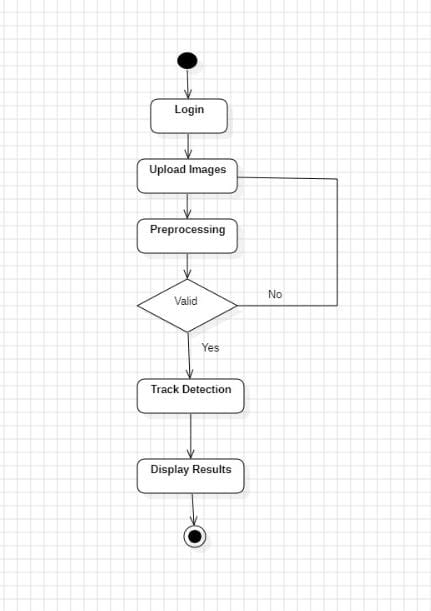 Login
Upload Images
Preprocessing
Valid
No
Yes
Track Detection
Display Results